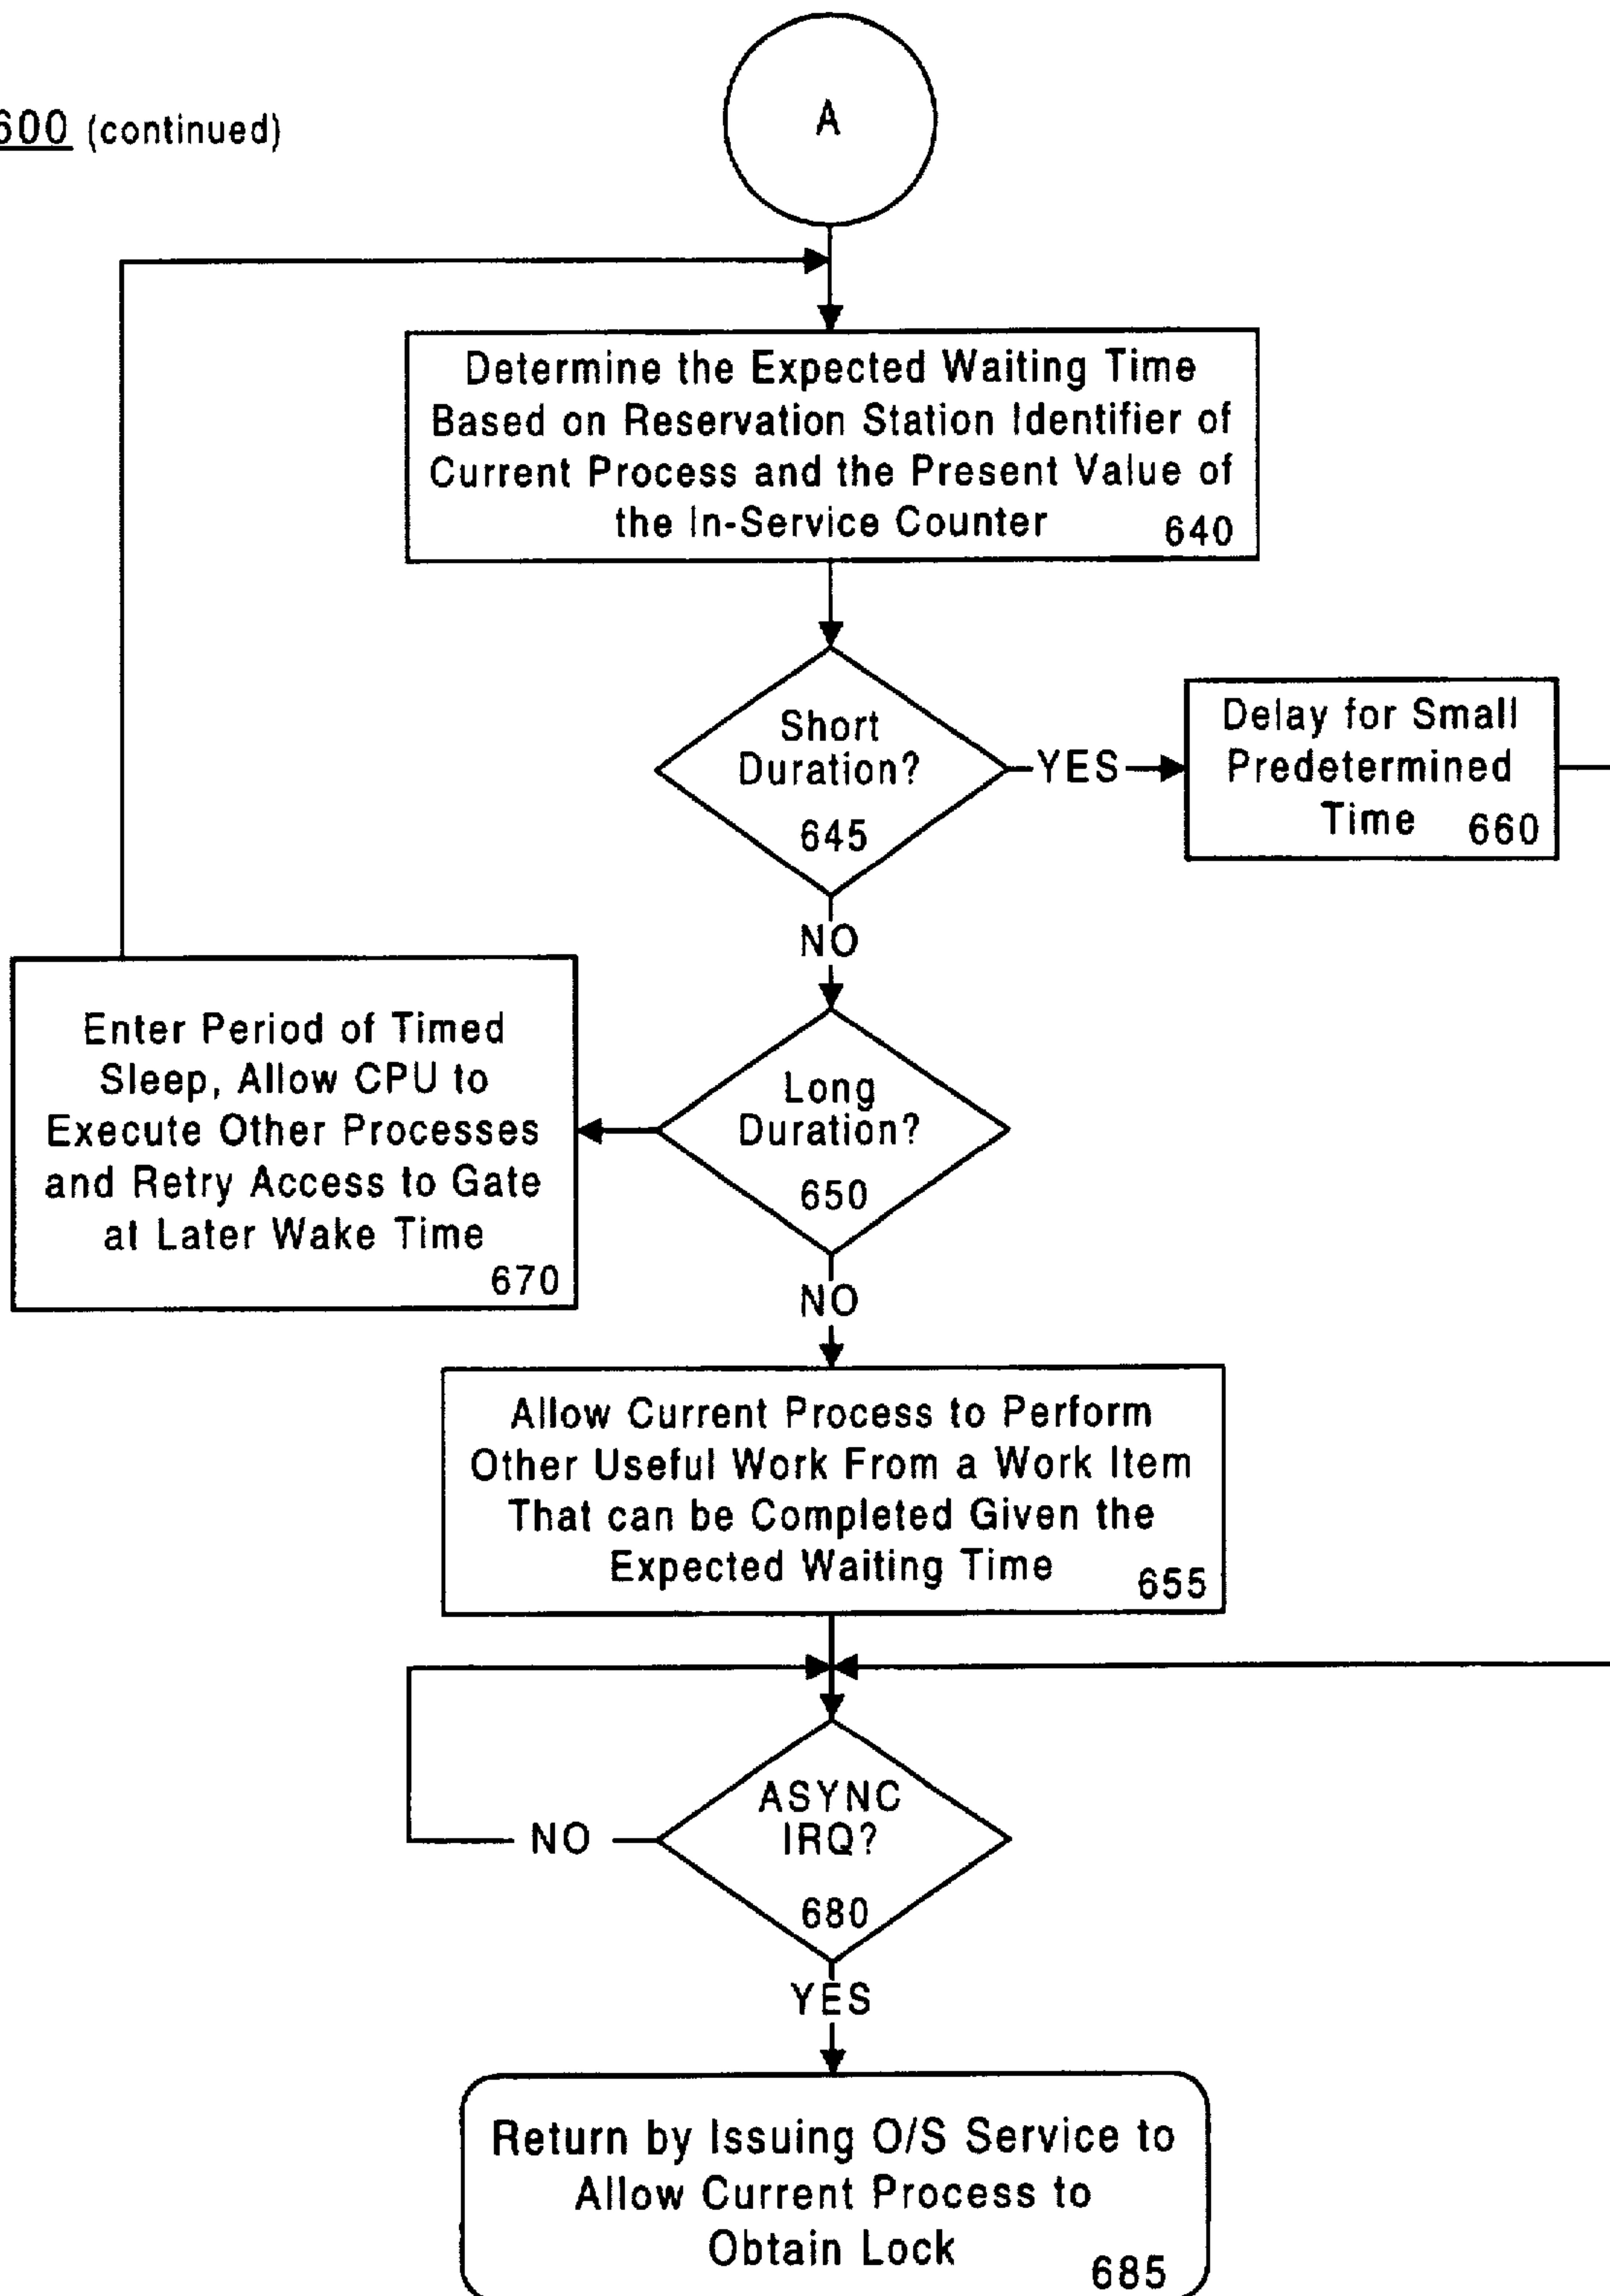 600 (continued)
A
Determine the Expected Waiting Time
Based on Reservation Station Identifier of
Current Process and the Present Value of
the In-Service Counter 640
Short
Duration?
645
YES
Delay for Small
Predetermined
Time 660
NO
Enter Period of Timed
Sleep, Allow CPU to
Execute Other Processes
and Retry Access to Gate
at Later Wake Time
670
Long
Duration?
650
NO
Allow Current Process to Perform
Other Useful Work From a Work Item
That can be Completed Given the
Expected Waiting Time 655
ASYNC
IRQ?
680
NO
YES
Return by Issuing O/S Service to
Allow Current Process to
Obtain Lock 685